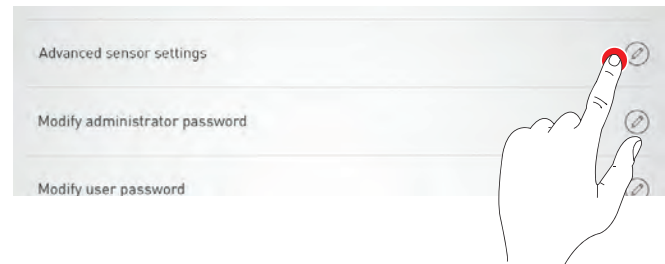 Advanced sensor settings
Modify administrator password
Modify user password